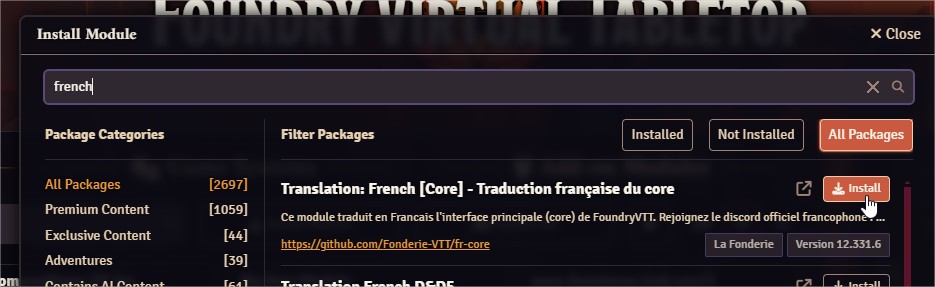 FOUNDRY VIRTUAL TABLETOP
Install Module
Close
french
Package Categories
Filter Packages
Installed
Not Installed
All Packages
All Packages [2697]
Premium Content [1059]
Exclusive Content [44]
Adventures [39]
Contains AI Content [61]
Translation: French [Core] - Traduction française du core
Install
Ce module traduit en Francais l'interface principale (core) de FoundryVTT. Rejoignez le discord officiel francophone : ...
https://github.com/Fonderie-VTT/fr-core
La Fonderie
Version 12.331.6
Translation French D&D5
Install